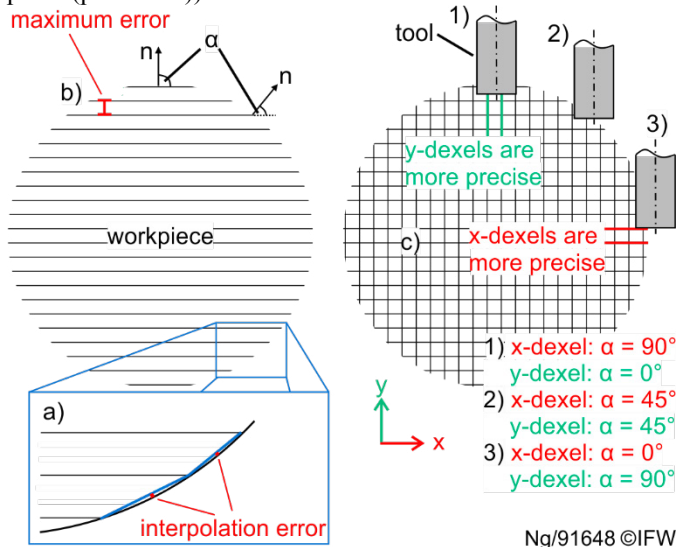 maximum error
α
n
n
b)
workpiece
a)
interpolation error
1)
tool
2)
3)
y-dexels are
more precise
c)
x-dexels are
more precise
y
x
1) x-dexel: α = 90°
y-dexel: α = 0°
2) x-dexel: α = 45°
y-dexel: α = 45°
3) x-dexel: α = 0°
y-dexel: α = 90°
Ng/91648 ©IFW